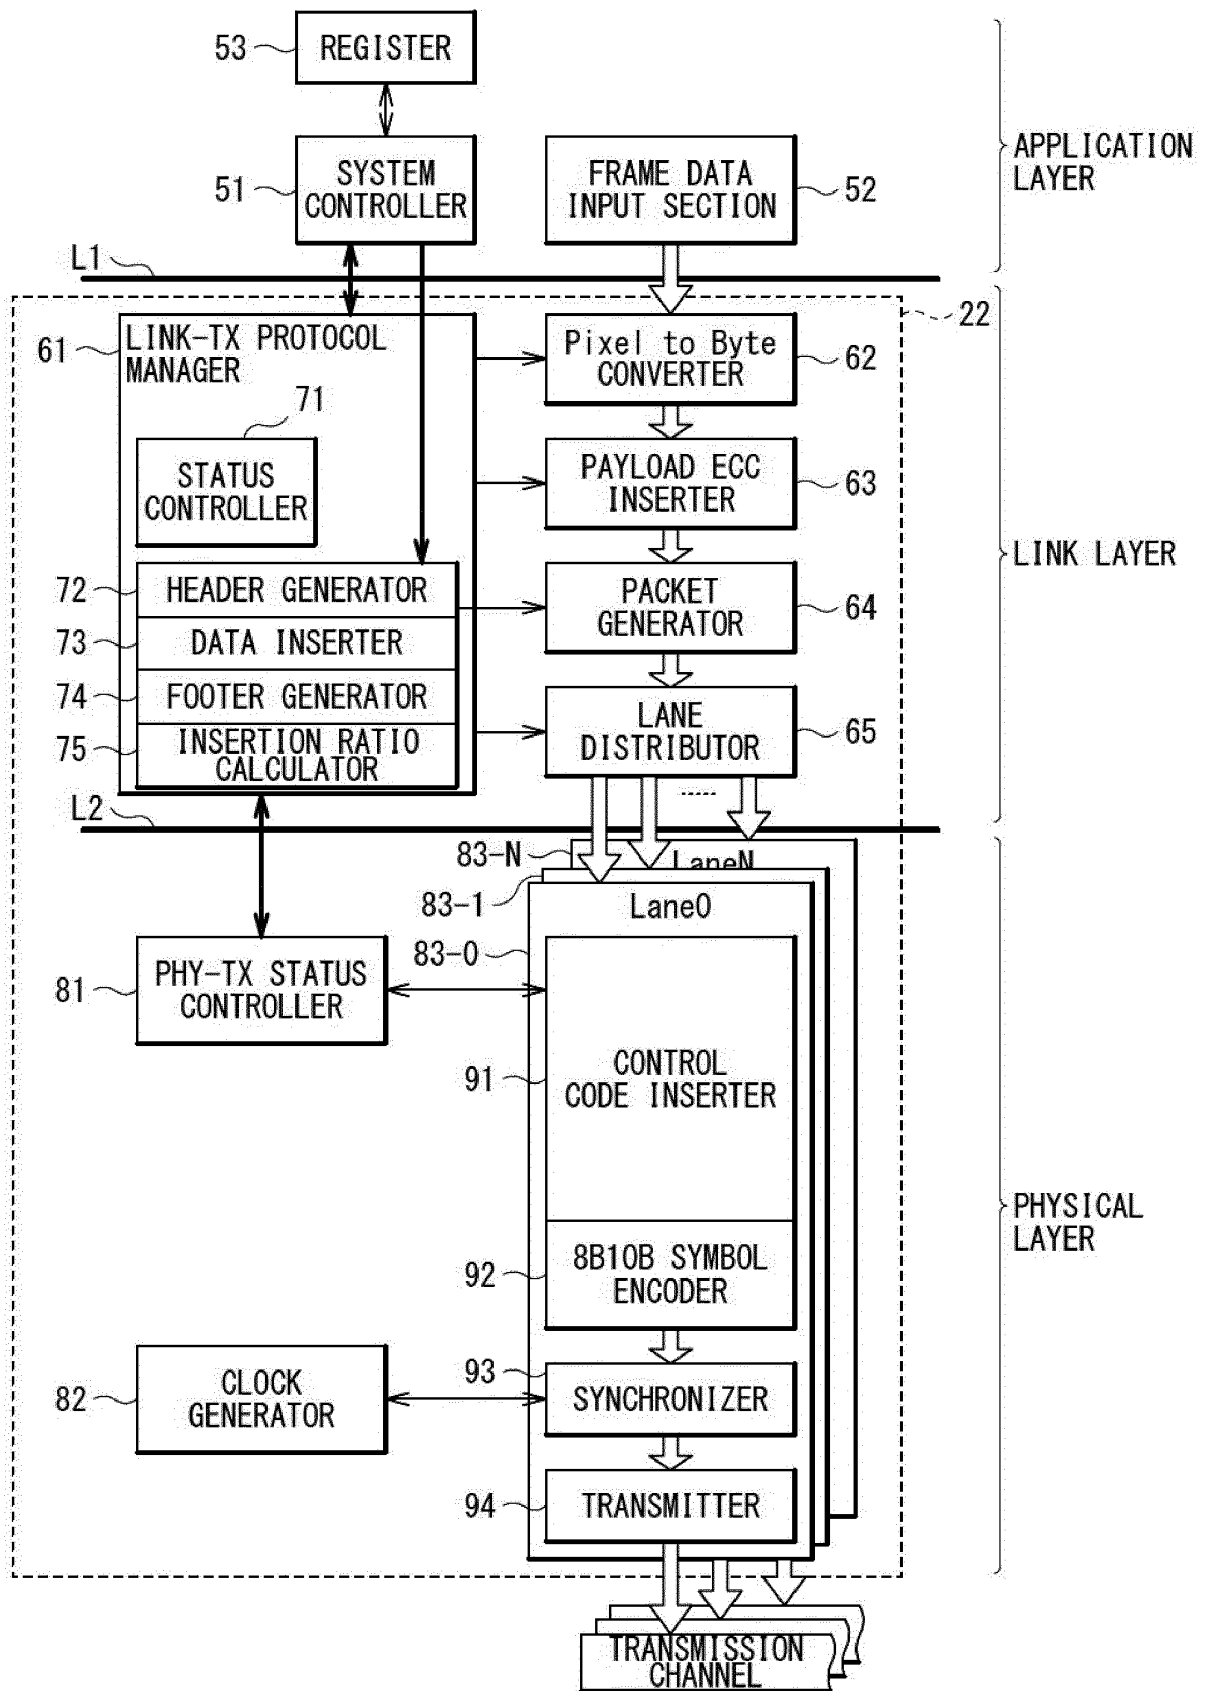 53
REGISTER
51
SYSTEM
CONTROLLER
FRAME DATA
INPUT SECTION
52
APPLICATION
LAYER
L1
22
61
LINK-TX PROTOCOL
MANAGER
Pixel to Byte
CONVERTER
62
71
STATUS
CONTROLLER
PAYLOAD ECC
INSERTER
63
LINK LAYER
72
HEADER GENERATOR
PACKET
GENERATOR
64
73
DATA INSERTER
74
FOOTER GENERATOR
75
INSERTION RATIO
CALCULATOR
LANE
DISTRIBUTOR
65
L2
83-N
LaneN
83-1
Lane0
83-0
81
PHY-TX STATUS
CONTROLLER
91
CONTROL
CODE INSERTER
PHYSICAL
LAYER
92
8B10B SYMBOL
ENCODER
82
CLOCK
GENERATOR
93
SYNCHRONIZER
94
TRANSMITTER
TRANSMISSION
CHANNEL